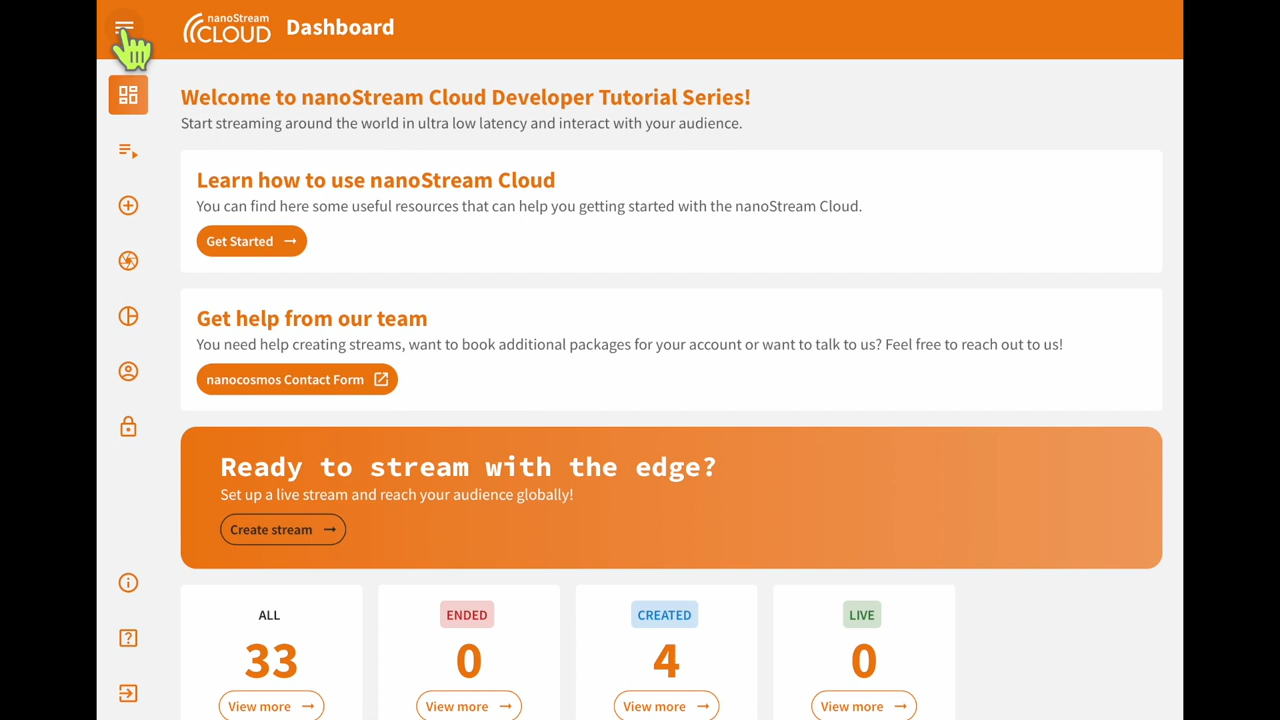 nanoStream
CLOUD
Dashboard
Welcome to nanoStream Cloud Developer Tutorial Series!
Start streaming around the world in ultra low latency and interact with your audience.
Learn how to use nanoStream Cloud
You can find here some useful resources that can help you getting started with the nanoStream Cloud.
Get Started
Get help from our team
You need help creating streams, want to book additional packages for your account or want to talk to us? Feel free to reach out to us!
nanocosmos Contact Form
Ready to stream with the edge?
Set up a live stream and reach your audience globally!
Create stream
ALL
33
View more
ENDED
0
View more
CREATED
4
View more
LIVE
0
View more